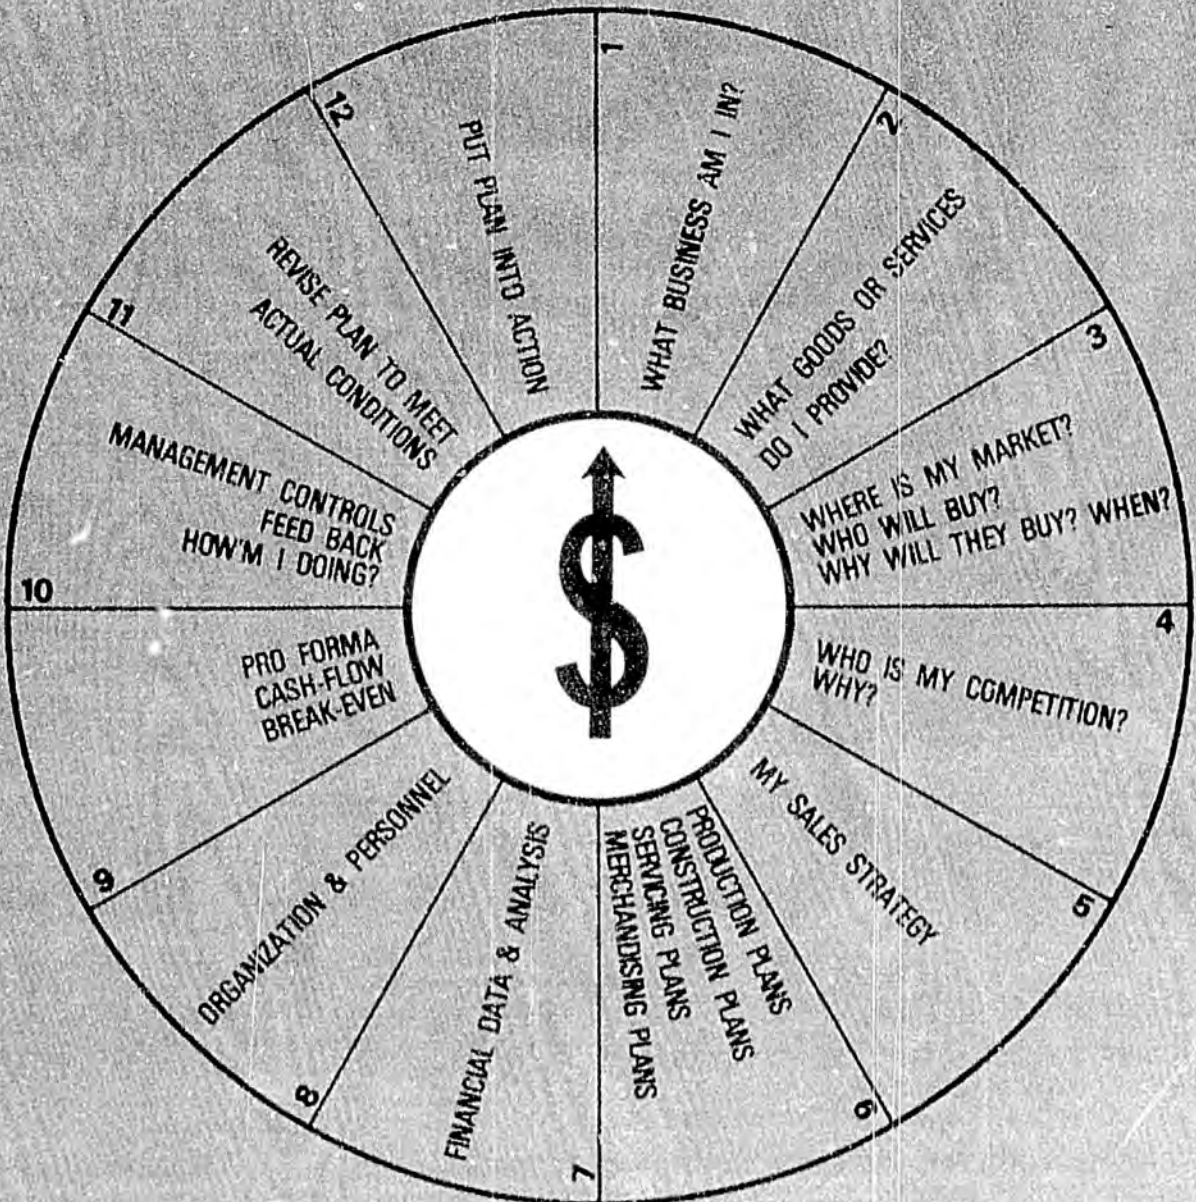 1
WHAT BUSINESS AM I IN?
2
WHAT GOODS OR SERVICES
DO I PROVIDE?
3
WHERE IS MY MARKET?
WHO WILL BUY?
WHY WILL THEY BUY? WHEN?
4
WHO IS MY COMPETITION?
WHY?
5
MY SALES STRATEGY
6
PRODUCTION PLANS
CONSTRUCTION PLANS
SERVICING PLANS
MERCHANDISING PLANS
7
FINANCIAL DATA & ANALYSIS
8
ORGANIZATION & PERSONNEL
9
PRO FORMA
CASH-FLOW
BREAK-EVEN
10
MANAGEMENT CONTROLS
FEED BACK
HOW'M I DOING?
11
REVISE PLAN TO MEET
ACTUAL CONDITIONS
12
PUT PLAN INTO ACTION
$